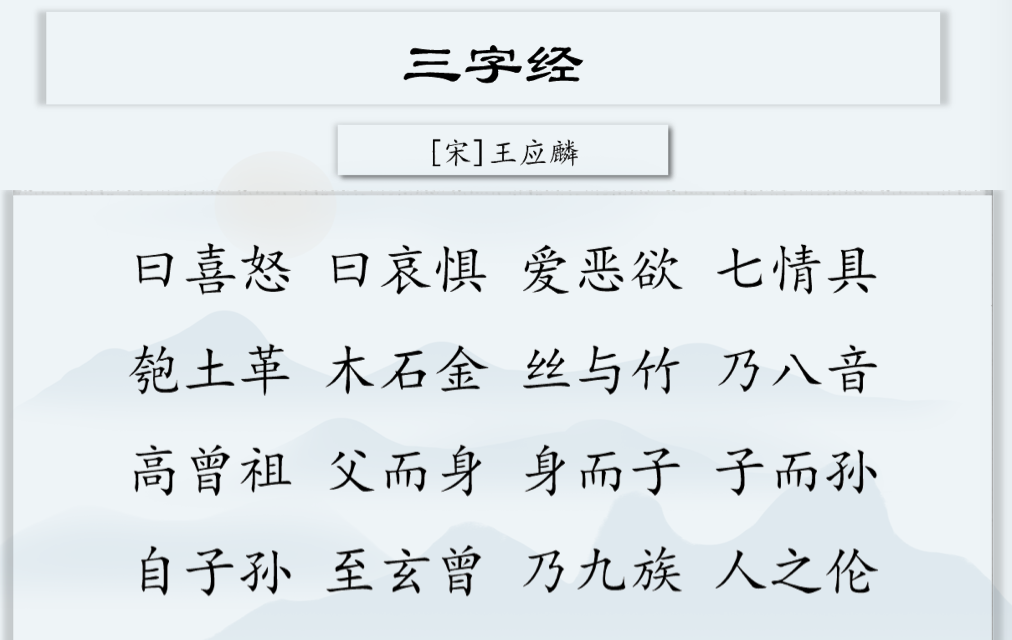 三字经
[宋]王应麟
曰喜怒 曰哀惧 爱恶欲 七情具
匏土革 木石金 丝与竹 乃八音
高曾祖 父而身 身而子 子而孙
自子孙 至玄曾 乃九族 人之伦